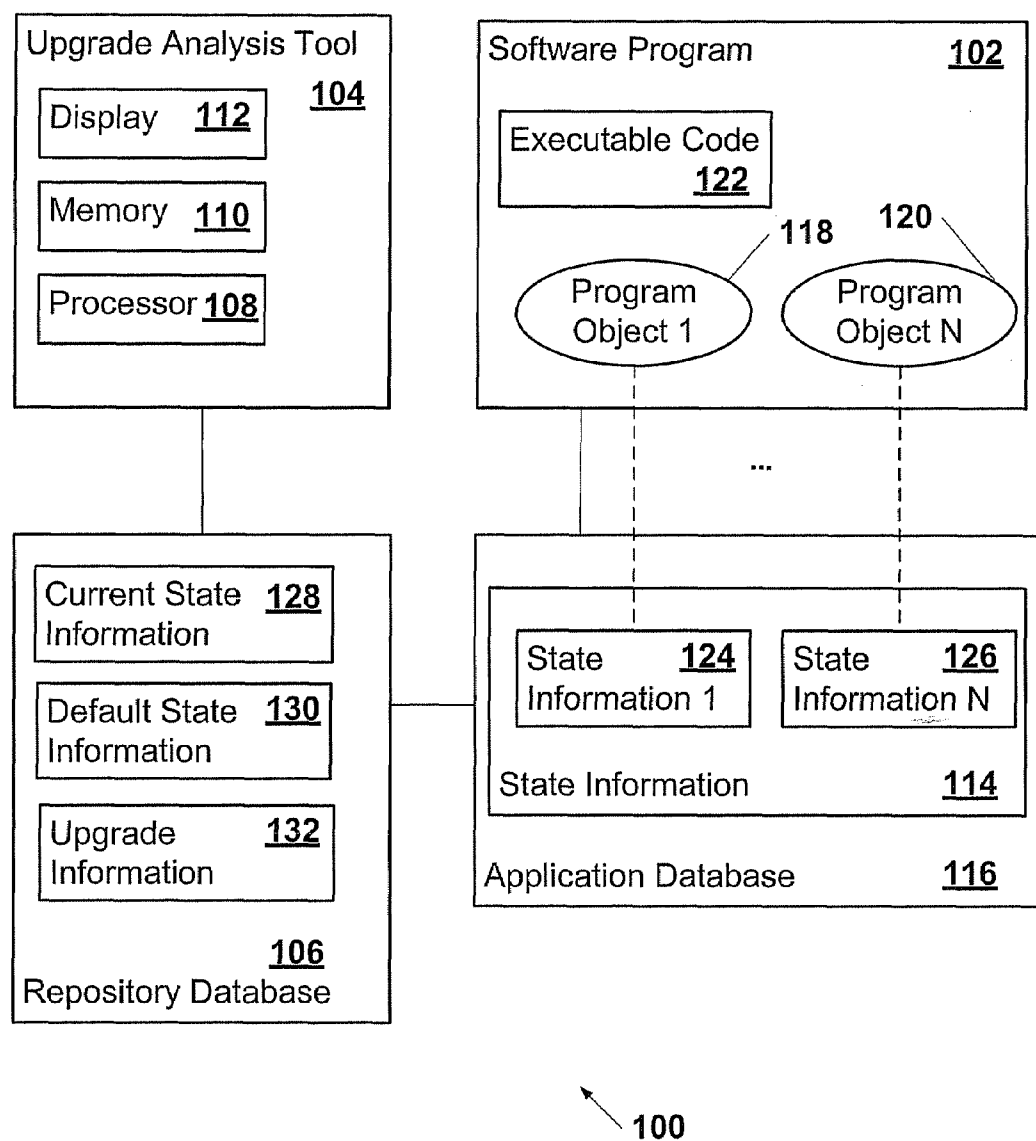 Upgrade Analysis Tool
104
Display 112
Memory 110
Processor 108
Software Program 102
Executable Code
122
118
120
Program
Object 1
Program
Object N
...
Current State 128
Information
Default State 130
Information
Upgrade 132
Information
106
Repository Database
State 124
Information 1
State 126
Information N
State Information 114
Application Database 116
100